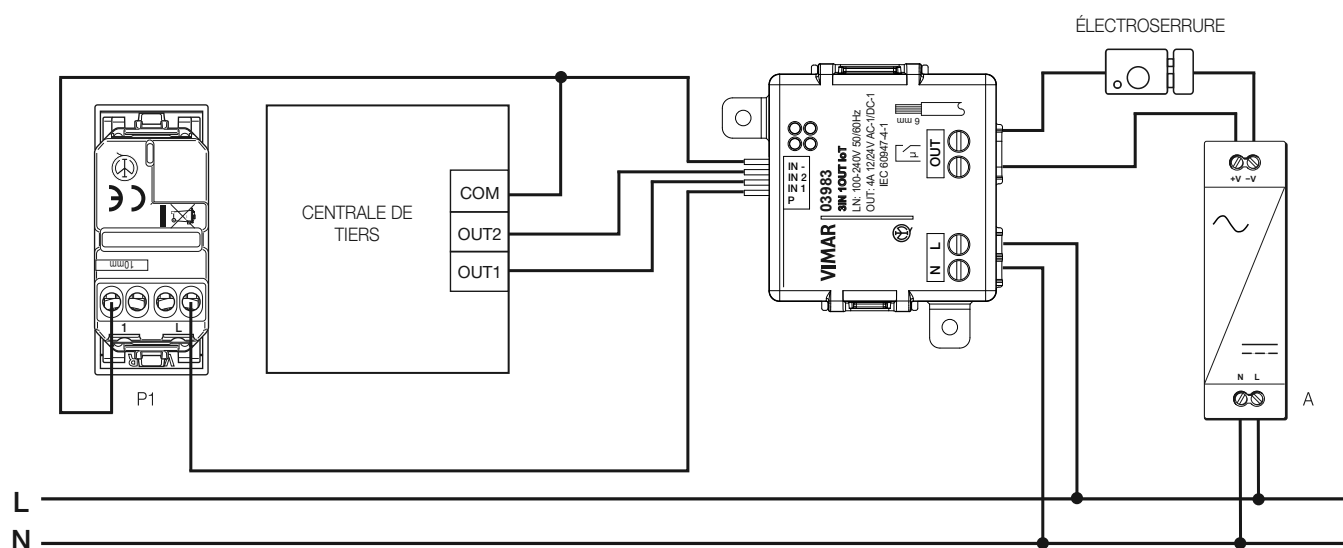 ÉLECTROSERRURE
CE
10mm
1 L
P1
CENTRALE DE
TIERS
COM
OUT2
OUT1
IN -
IN 2
IN 1
P
VIMAR 03983
3IN 1OUT IoT
LN: 100-240V 50/60Hz
OUT: 4A 12/24V AC-1/DC-1
IEC 60947-4-1
6 mm
µ
OUT
N L
+V -V
N L
A
L
N